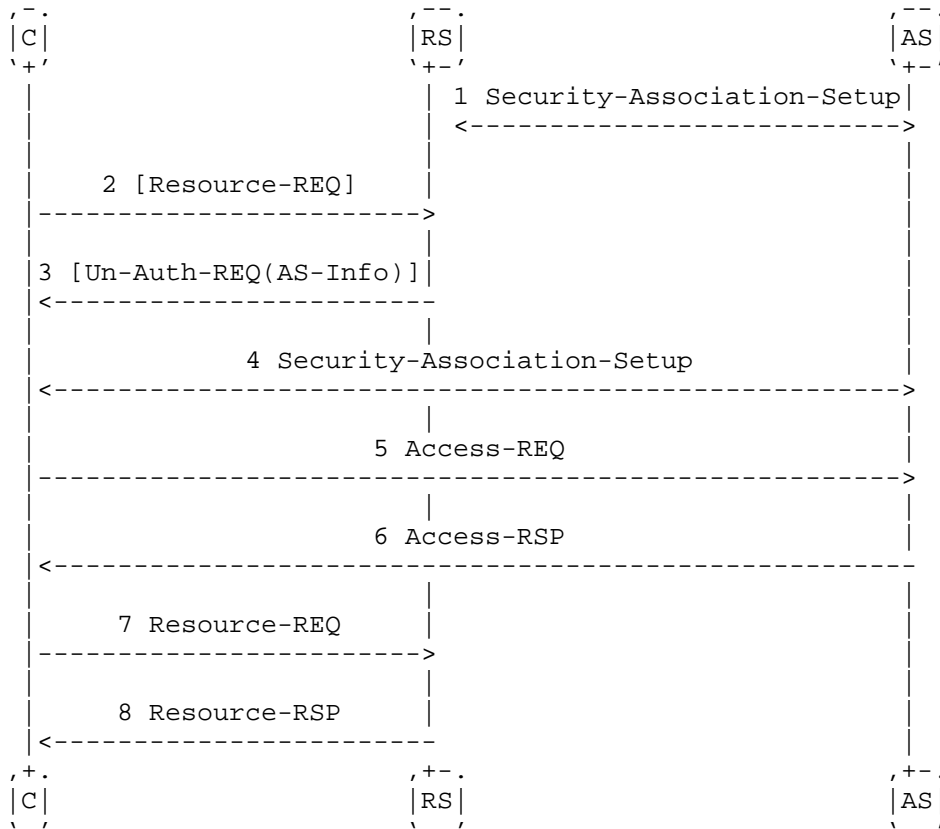 C RS AS
1 Security-Association-Setup
2 [Resource-REQ]
3 [Un-Auth-REQ(AS-Info)]
4 Security-Association-Setup
5 Access-REQ
6 Access-RSP
7 Resource-REQ
8 Resource-RSP
C RS AS